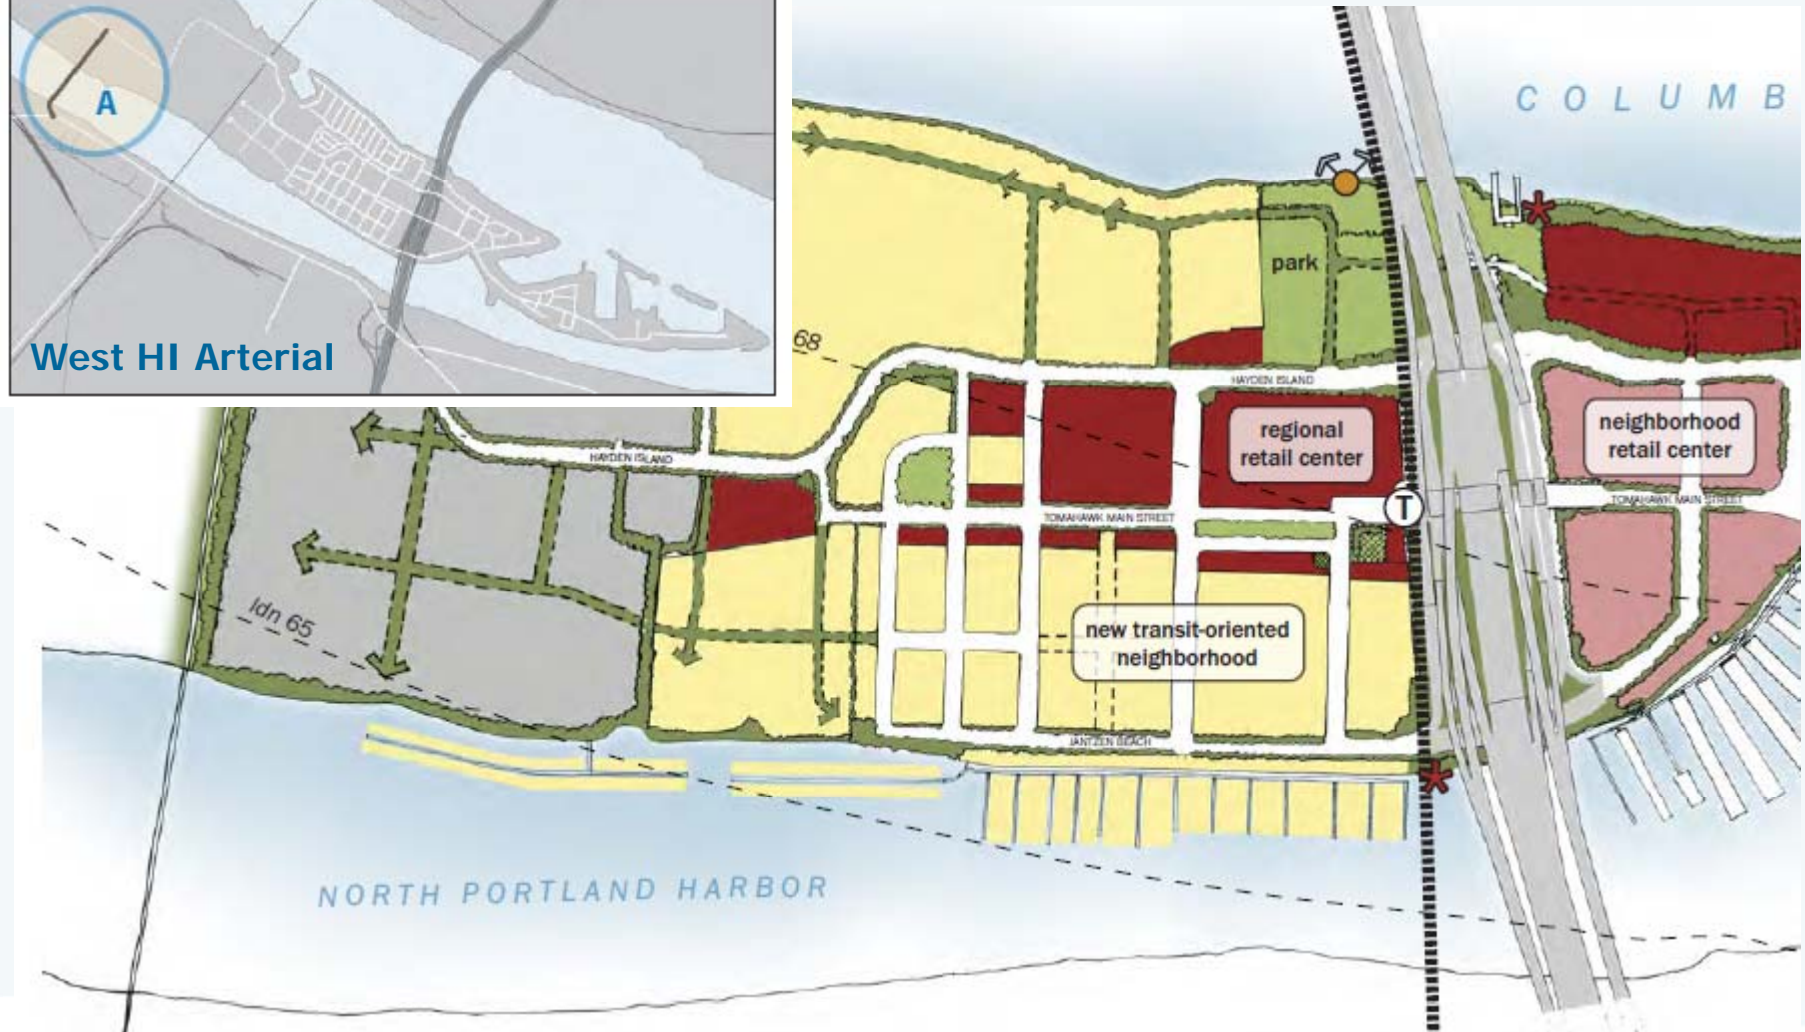 A
West HI Arterial
COLUMB
park
68
HAYDEN ISLAND
regional
retail center
neighborhood
retail center
HAYDEN ISLAND
T
TOMAHAWK MAIN STREET
TOMAHAWK MAIN STREET
ldn 65
new transit-oriented
neighborhood
JANTZEN BEACH
NORTH PORTLAND HARBOR